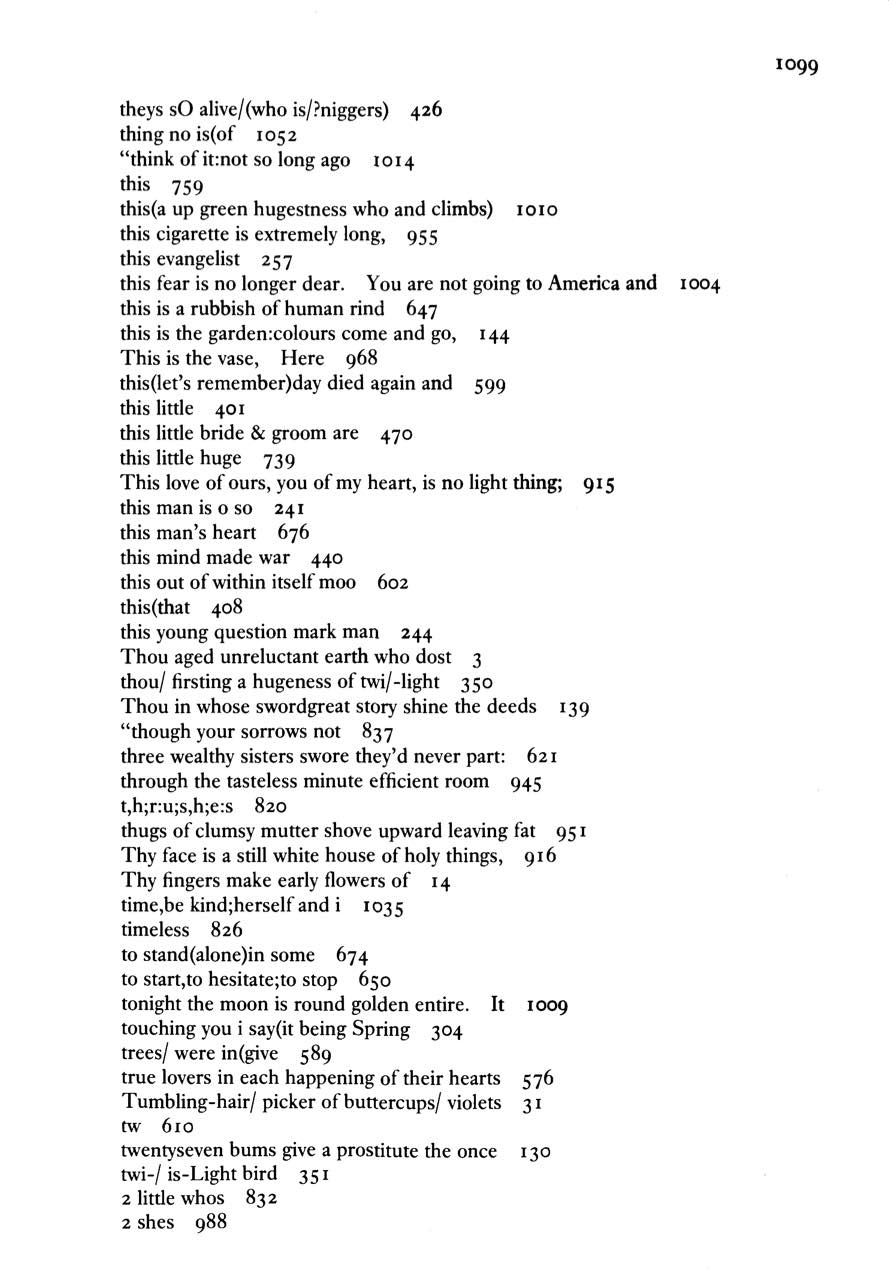 1099
theys sO alive/(who is/?niggers) 426
thing no is(of 1052
“think of it:not so long ago 1014
this 759
this(a up green hugestness who and climbs) 1010
this cigarette is extremely long, 955
this evangelist 257
this fear is no longer dear. You are not going to America and 1004
this is a rubbish of human rind 647
this is the garden:colours come and go, 144
This is the vase, Here 968
this(let’s remember)day died again and 599
this little 401
this little bride & groom are 470
this little huge 739
This love of ours, you of my heart, is no light thing; 915
this man is o so 241
this man’s heart 676
this mind made war 440
this out of within itself moo 602
this(that 408
this young question mark man 244
Thou aged unreluctant earth who dost 3
thou/ firsting a hugeness of twi/-light 350
Thou in whose swordgreat story shine the deeds 139
“though your sorrows not 837
three wealthy sisters swore they’d never part: 621
through the tasteless minute efficient room 945
t,h;r:u;s,h;e:s 820
thugs of clumsy mutter shove upward leaving fat 951
Thy face is a still white house of holy things, 916
Thy fingers make early flowers of 14
time,be kind;herself and i 1035
timeless 826
to stand(alone)in some 674
to start,to hesitate;to stop 650
tonight the moon is round golden entire. It 1009
touching you i say(it being Spring 304
trees/ were in(give 589
true lovers in each happening of their hearts 576
Tumbling-hair/ picker of buttercups/ violets 31
tw 610
twentyseven bums give a prostitute the once 130
twi-/ is-Light bird 351
2 little whos 832
2 shes 988